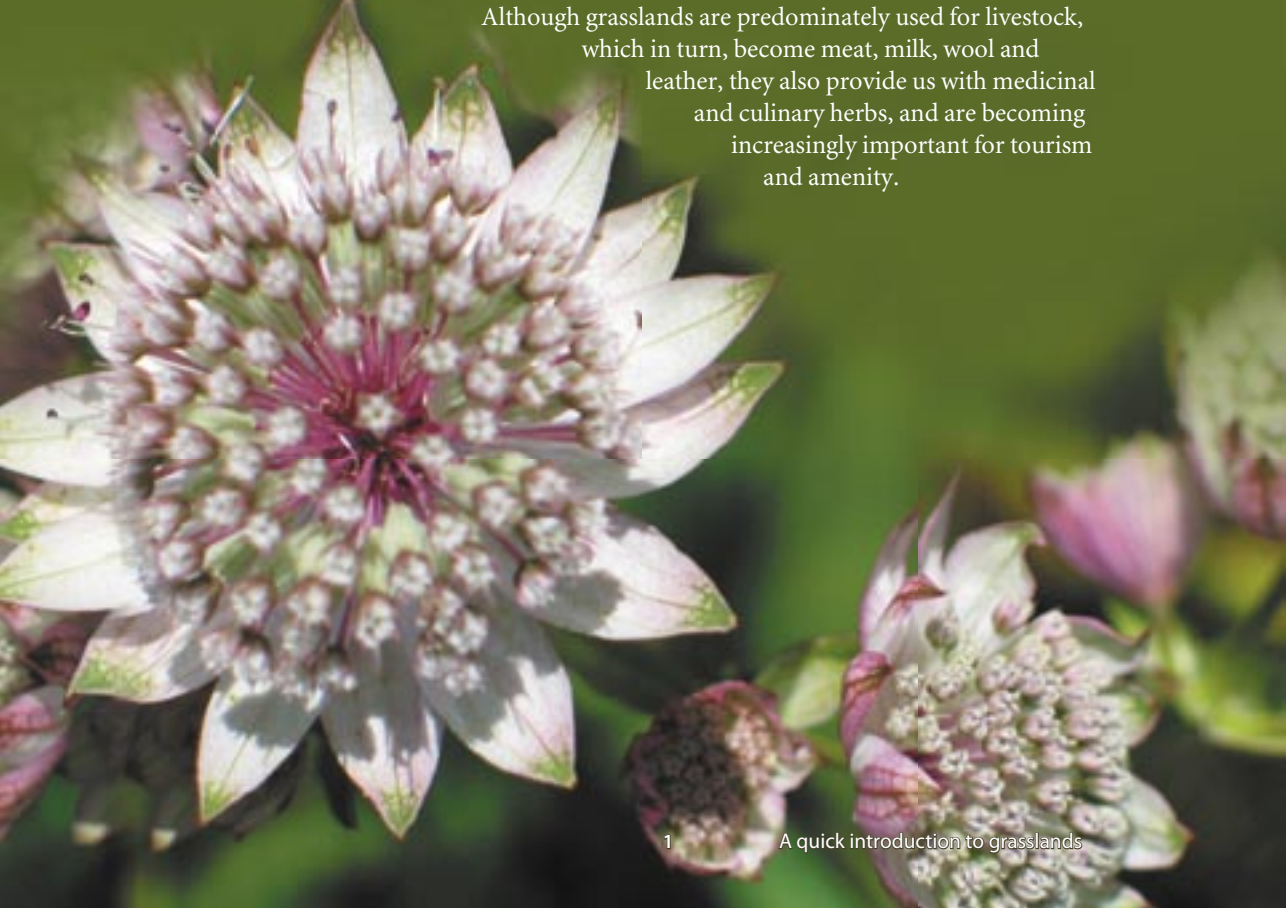 Although grasslands are predominately used for livestock,
which in turn, become meat, milk, wool and
leather, they also provide us with medicinal
and culinary herbs, and are becoming
increasingly important for tourism
and amenity.
1 A quick introduction to grasslands